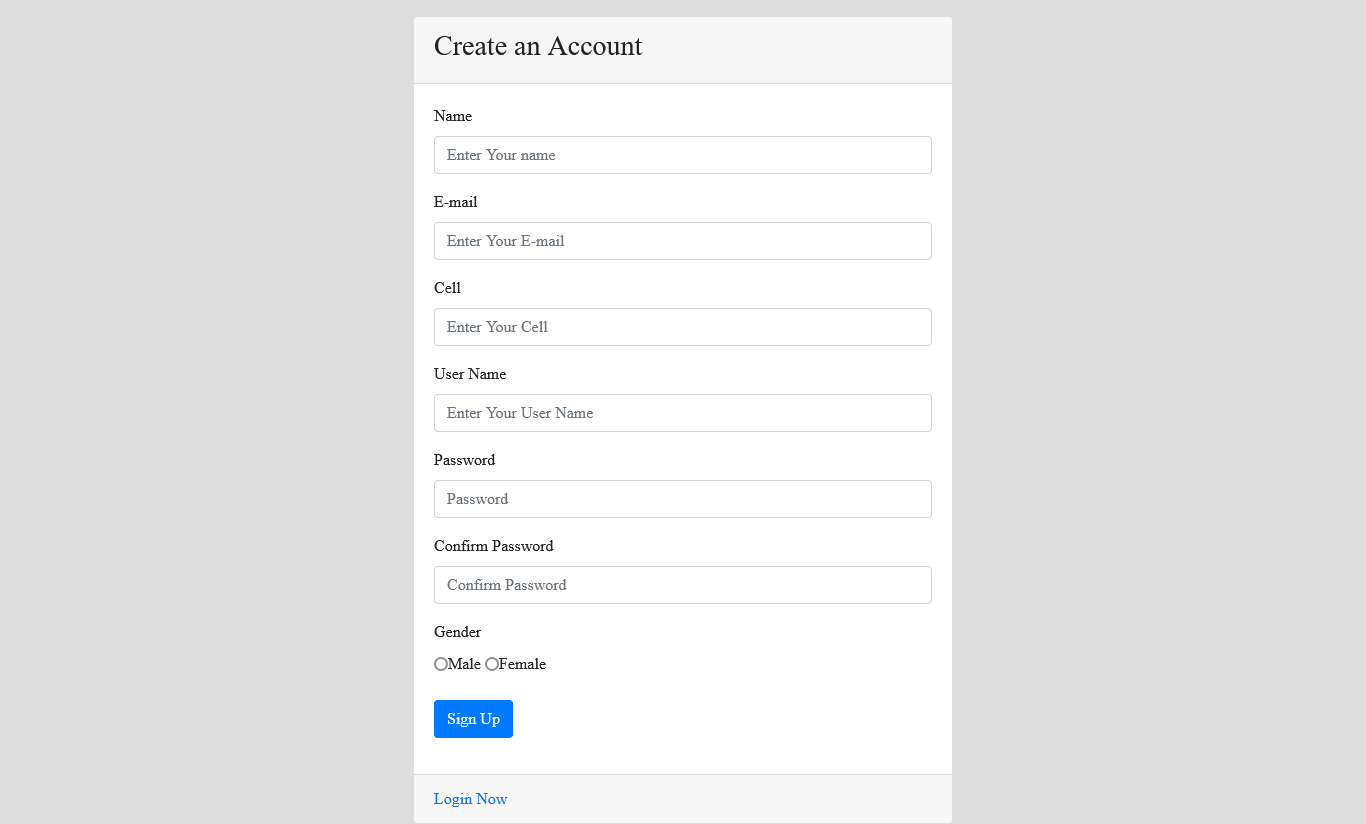 Create an Account
Name
Enter Your name
E-mail
Enter Your E-mail
Cell
Enter Your Cell
User Name
Enter Your User Name
Password
Password
Confirm Password
Confirm Password
Gender
Male Female
Sign Up
Login Now